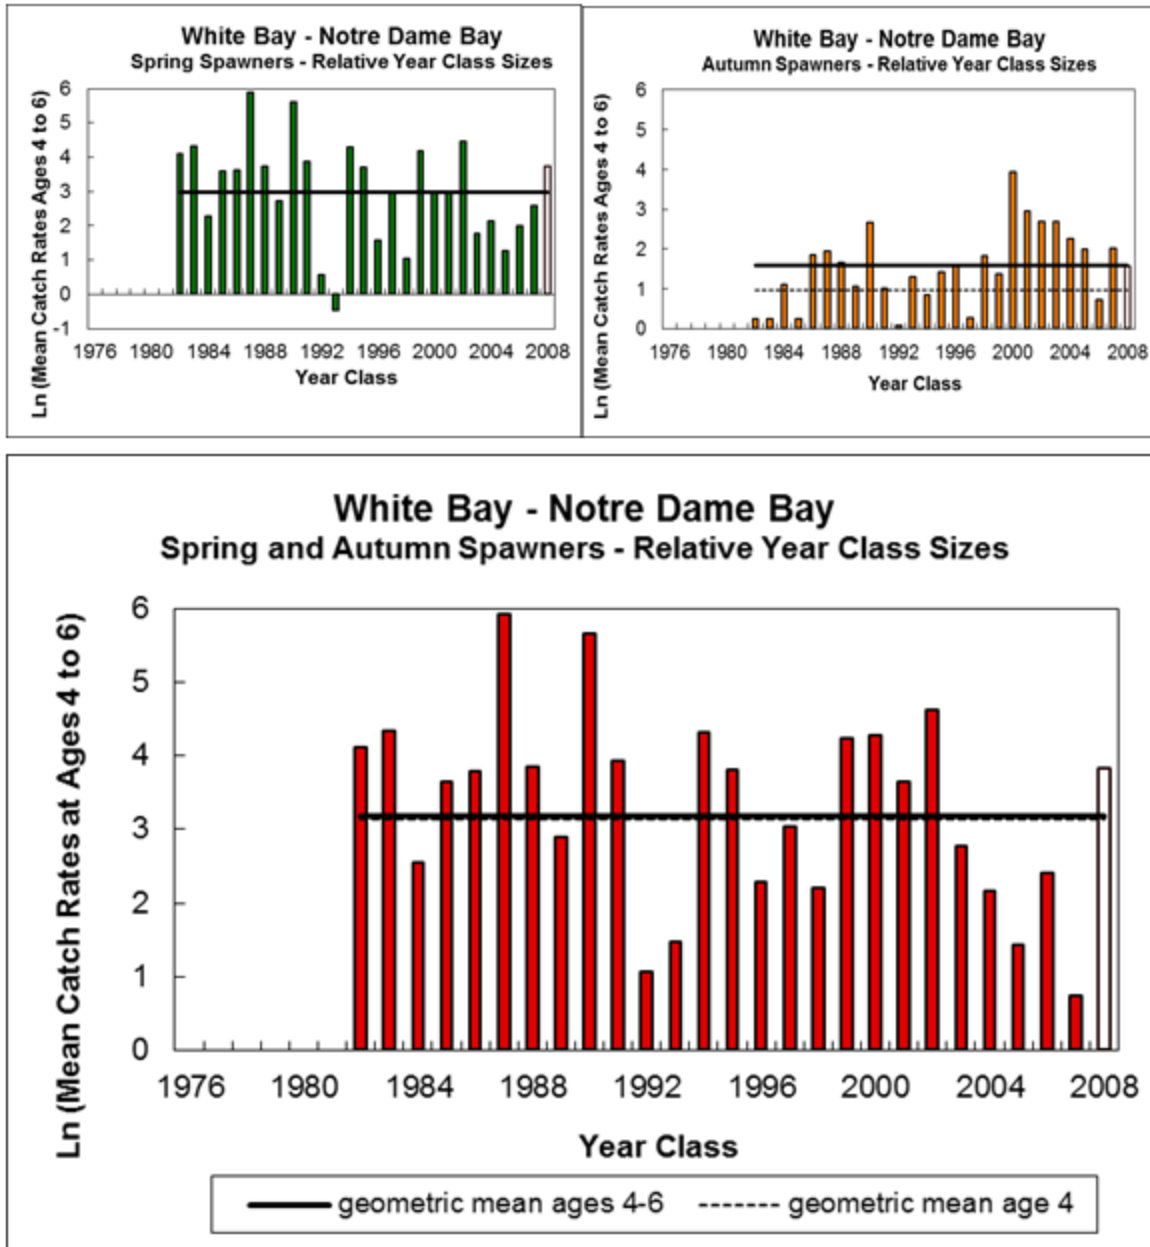 White Bay - Notre Dame Bay
Spring Spawners - Relative Year Class Sizes
Ln (Mean Catch Rates Ages 4 to 6)
6
5
4
3
2
1
0
-1
1976 1980 1984 1988 1992 1996 2000 2004 2008
Year Class
White Bay - Notre Dame Bay
Autumn Spawners - Relative Year Class Sizes
Ln (Mean Catch Rates Ages 4 to 6)
6
5
4
3
2
1
0
1976 1980 1984 1988 1992 1996 2000 2004 2008
Year Class
White Bay - Notre Dame Bay
Spring and Autumn Spawners - Relative Year Class Sizes
Ln (Mean Catch Rates at Ages 4 to 6)
6
5
4
3
2
1
0
1976 1980 1984 1988 1992 1996 2000 2004 2008
Year Class
geometric mean ages 4-6 geometric mean age 4